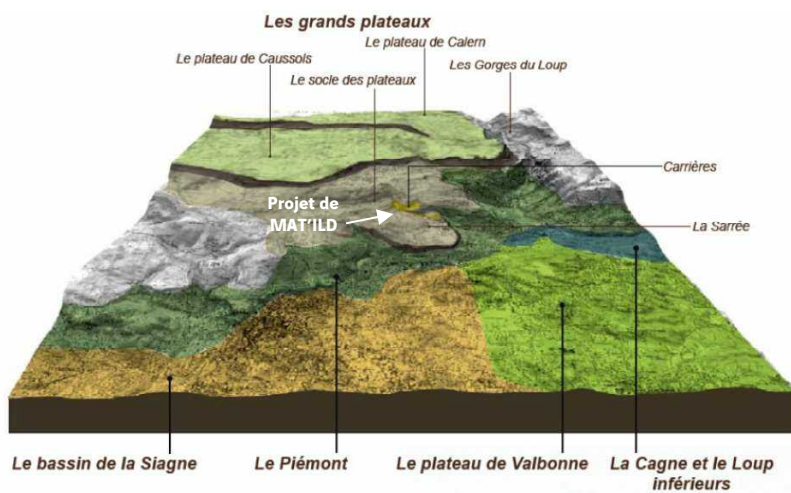 Les grands plateaux
Le plateau de Calern
Le plateau de Caussols
Les Gorges du Loup
Le socle des plateaux
Carrières
Projet de
MAT'ILD
La Sarrée
Le bassin de la Siagne
Le Piémont
Le plateau de Valbonne
La Cagne et le Loup
inférieurs